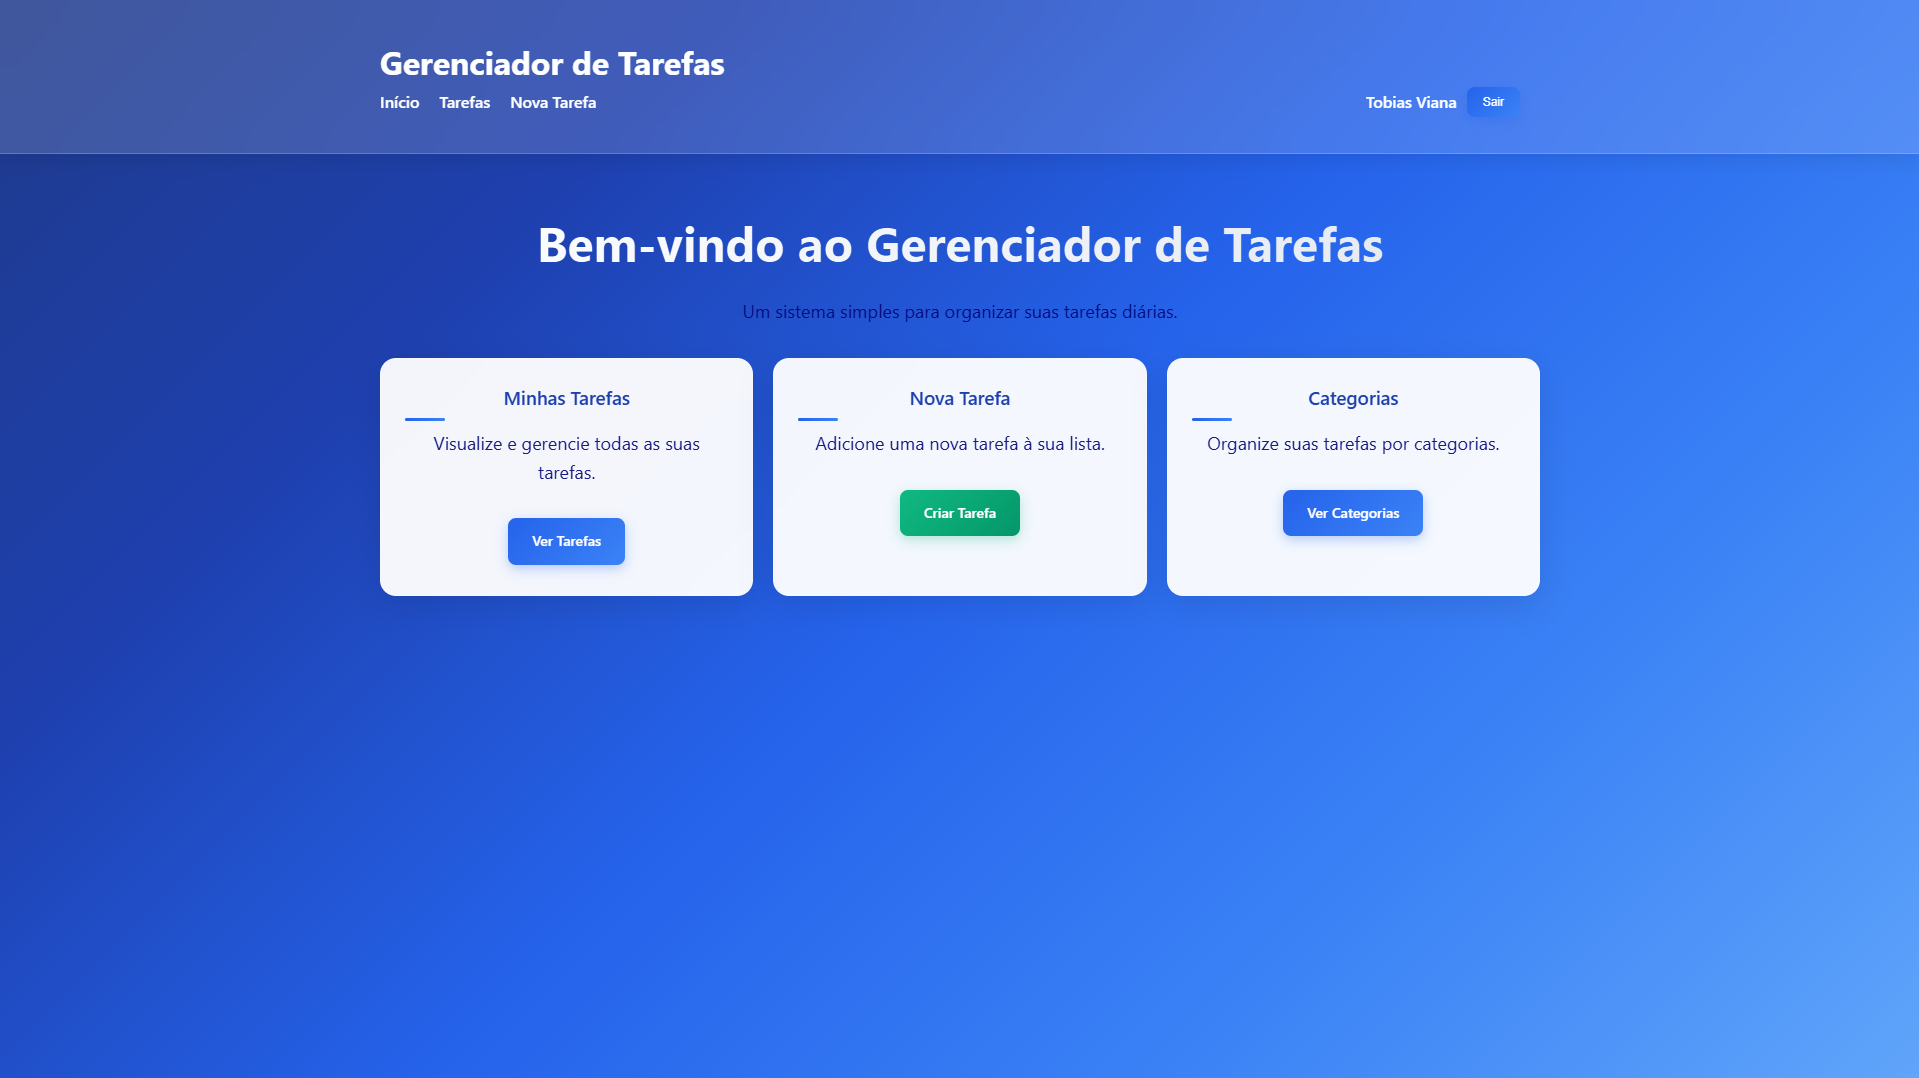 Gerenciador de Tarefas
Início Tarefas Nova Tarefa
Tobias Viana Sair
Bem-vindo ao Gerenciador de Tarefas
Um sistema simples para organizar suas tarefas diárias.
Minhas Tarefas
Visualize e gerencie todas as suas
tarefas.
Ver Tarefas
Nova Tarefa
Adicione uma nova tarefa à sua lista.
Criar Tarefa
Categorias
Organize suas tarefas por categorias.
Ver Categorias